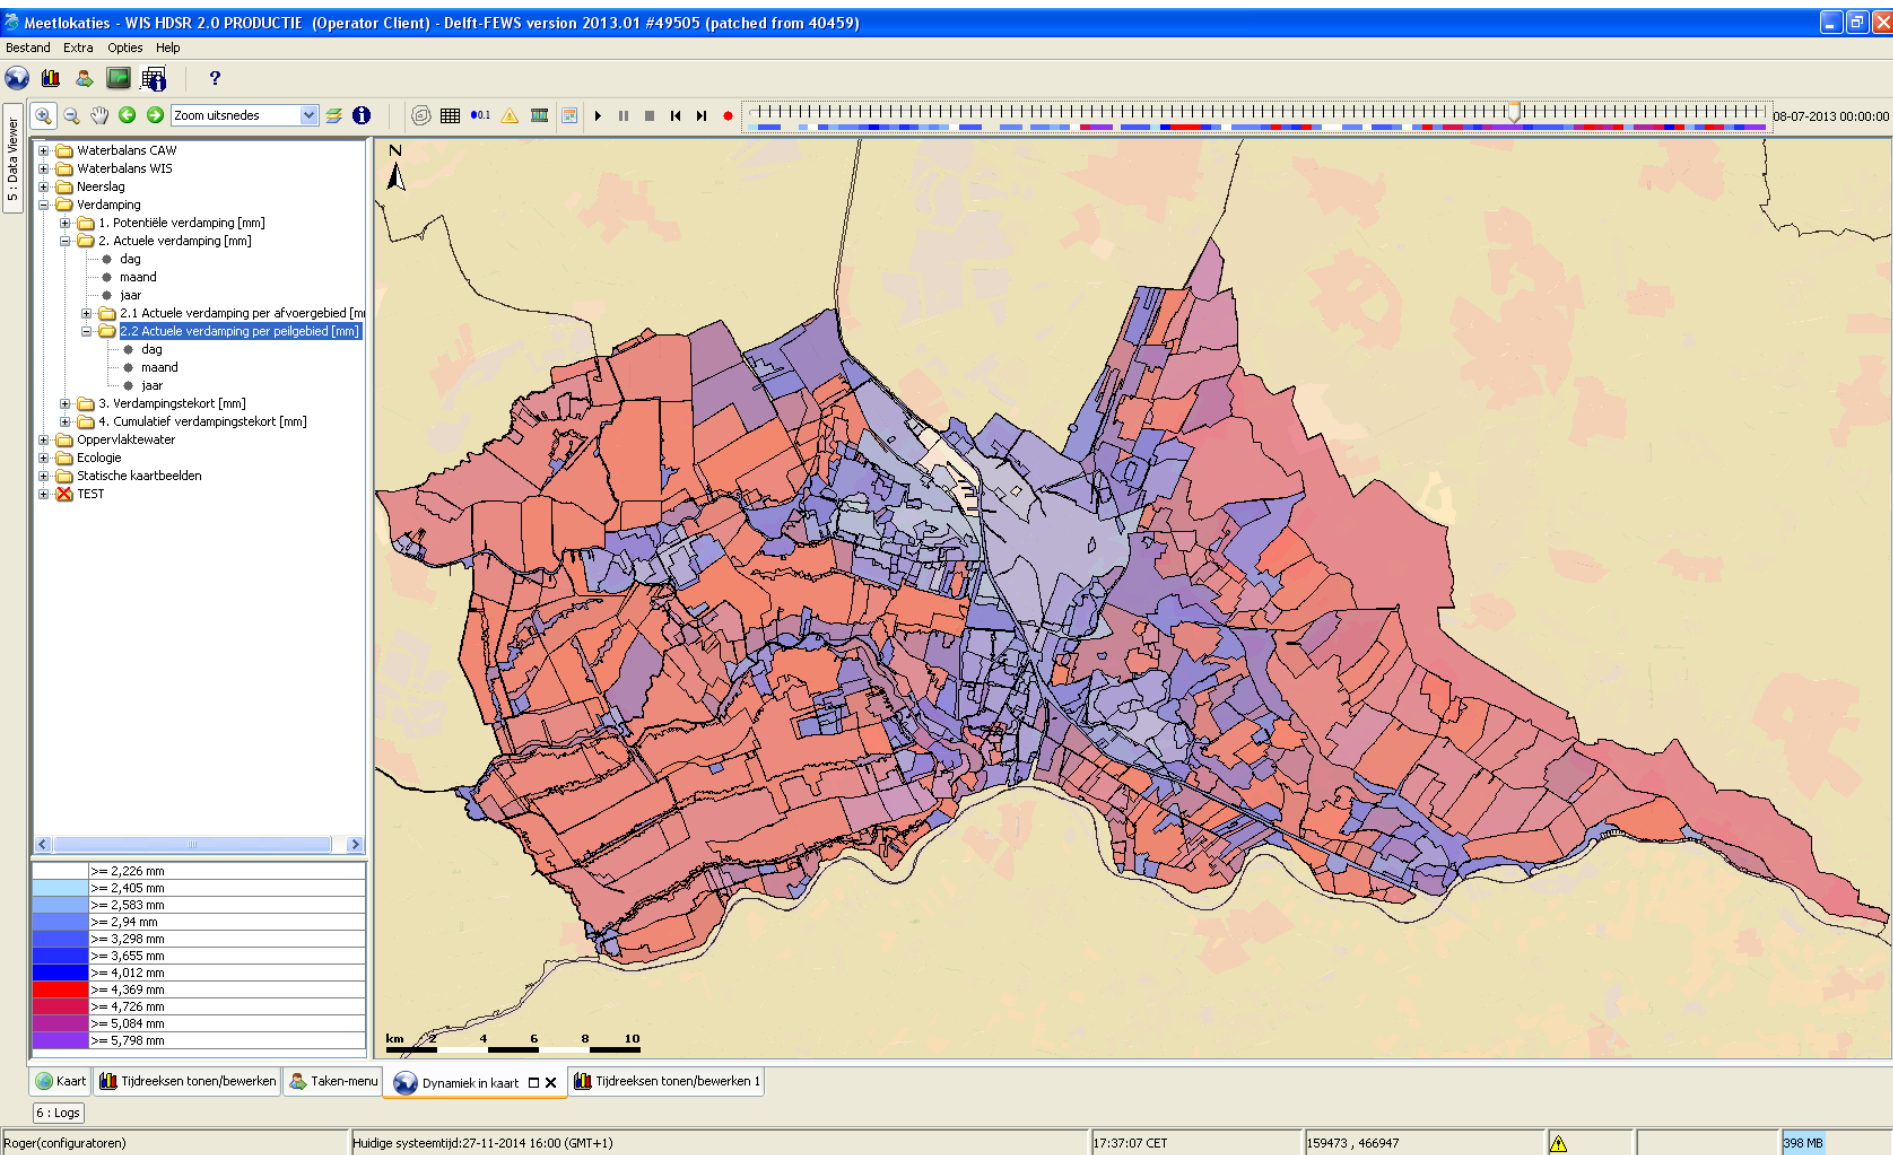 Meetlokaties - WIS HDSR 2.0 PRODUCTIE (Operator Client) - Delft-FEWS version 2013.01 #49505 (patched from 40459)
Bestand Extra Opties Help
?
Zoom uitsnedes
0.1
08-07-2013 00:00:00
5 : Data Viewer
Waterbalans CAW
Waterbalans WIS
Neerslag
Verdamping
1. Potentiële verdamping [mm]
2. Actuele verdamping [mm]
dag
maand
jaar
2.1 Actuele verdamping per afvoergebied [m
2.2 Actuele verdamping per peilgebied [mm]
dag
maand
jaar
3. Verdampingstekort [mm]
4. Cumulatief verdampingstekort [mm]
Oppervlaktewater
Ecologie
Statische kaartbeelden
TEST
N
>= 2,226 mm
>= 2,405 mm
>= 2,583 mm
>= 2,94 mm
>= 3,298 mm
>= 3,655 mm
>= 4,012 mm
>= 4,369 mm
>= 4,726 mm
>= 5,084 mm
>= 5,798 mm
km 2 4 6 8 10
Kaart Tijdreeksen tonen/bewerken Taken-menu Dynamiek in kaart Tijdreeksen tonen/bewerken 1
6 : Logs
Roger(configuratoren) Huidige systeemtijd:27-11-2014 16:00 (GMT+1) 17:37:07 CET 159473 , 466947 398 MB